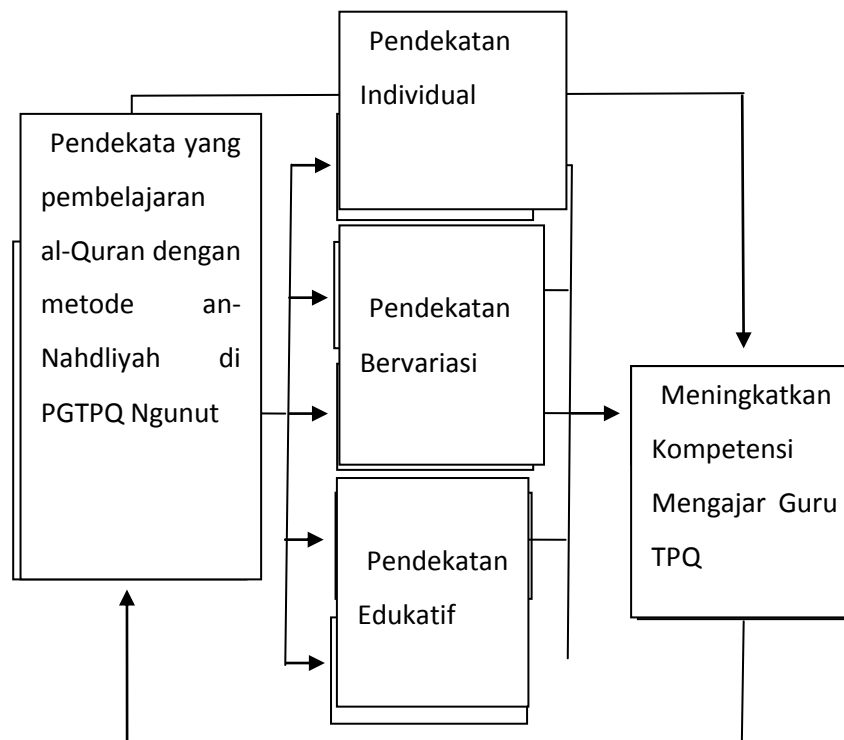 Pendekatan
Individual
Pendekata yang
pembelajaran
al-Quran dengan
metode an-
Nahdliyah di
PGTPQ Ngunut
Pendekatan
Bervariasi
Pendekatan
Edukatif
Meningkatkan
Kompetensi
Mengajar Guru
TPQ